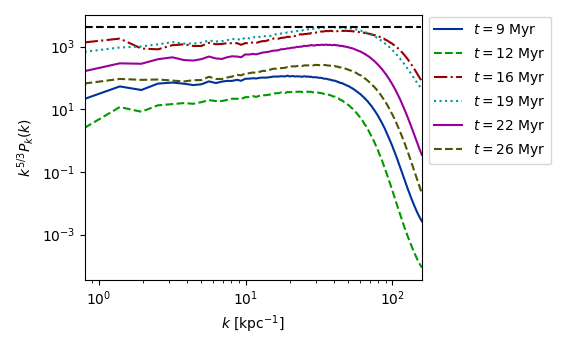 t = 9 Myr
t = 12 Myr
t = 16 Myr
t = 19 Myr
t = 22 Myr
t = 26 Myr
k^{5/3}P_k(k)
10^3
10^1
10^{-1}
10^{-3}
10^0
10^1
10^2
k [kpc^{-1}]